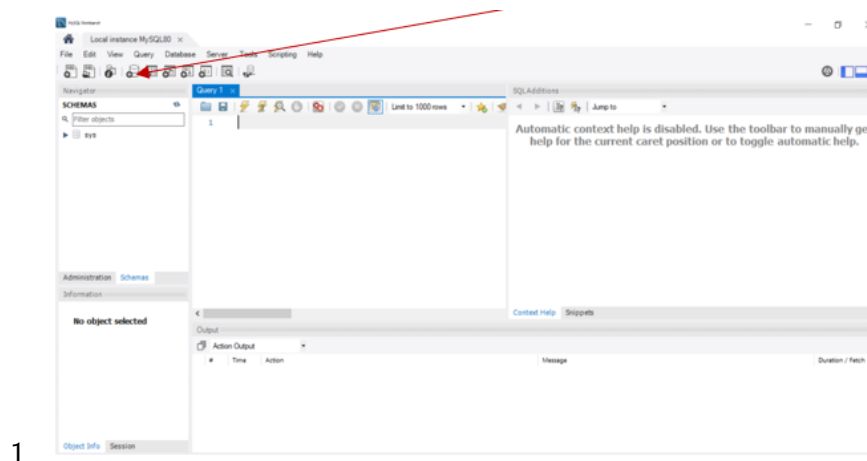 MySQL Workbench
Local instance MySQL80 ×
File Edit View Query Database Server Tools Scripting Help
Navigator
SCHEMAS
Filter objects
sys
Administration Schemas
Information
No object selected
Object Info Session
Query 1 ×
Limit to 1000 rows
1
SQLAdditions
Jump to
Automatic context help is disabled. Use the toolbar to manually ge
help for the current caret position or to toggle automatic help.
Context Help Snippets
Output
Action Output
# Time Action Message Duration / Fetch
1